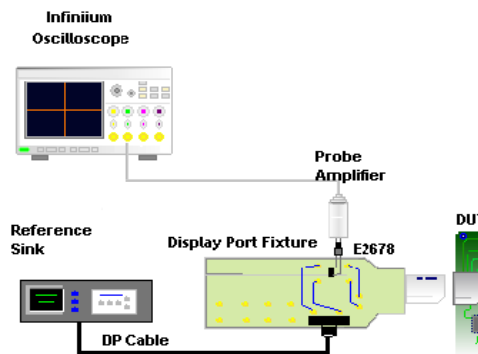 Infiniium
Oscilloscope
Probe
Amplifier
Reference
Sink
Display Port Fixture
E2678
DUT
DP Cable